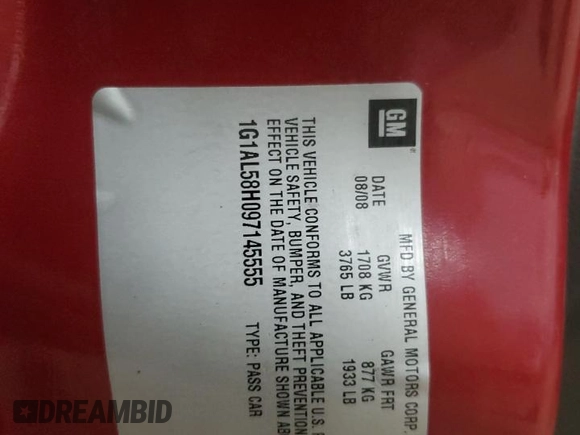 GM
MFD BY GENERAL MOTORS CORP.
DATE GVWR GAWR FRT
08/08 1708 KG 877 KG
3765 LB 1933 LB
THIS VEHICLE CONFORMS TO ALL APPLICABLE U.S.
VEHICLE SAFETY, BUMPER, AND THEFT PREVENTION
EFFECT ON THE DATE OF MANUFACTURE SHOWN AB
1G1AL58H097145555 TYPE: PASS CAR
DREAMBID